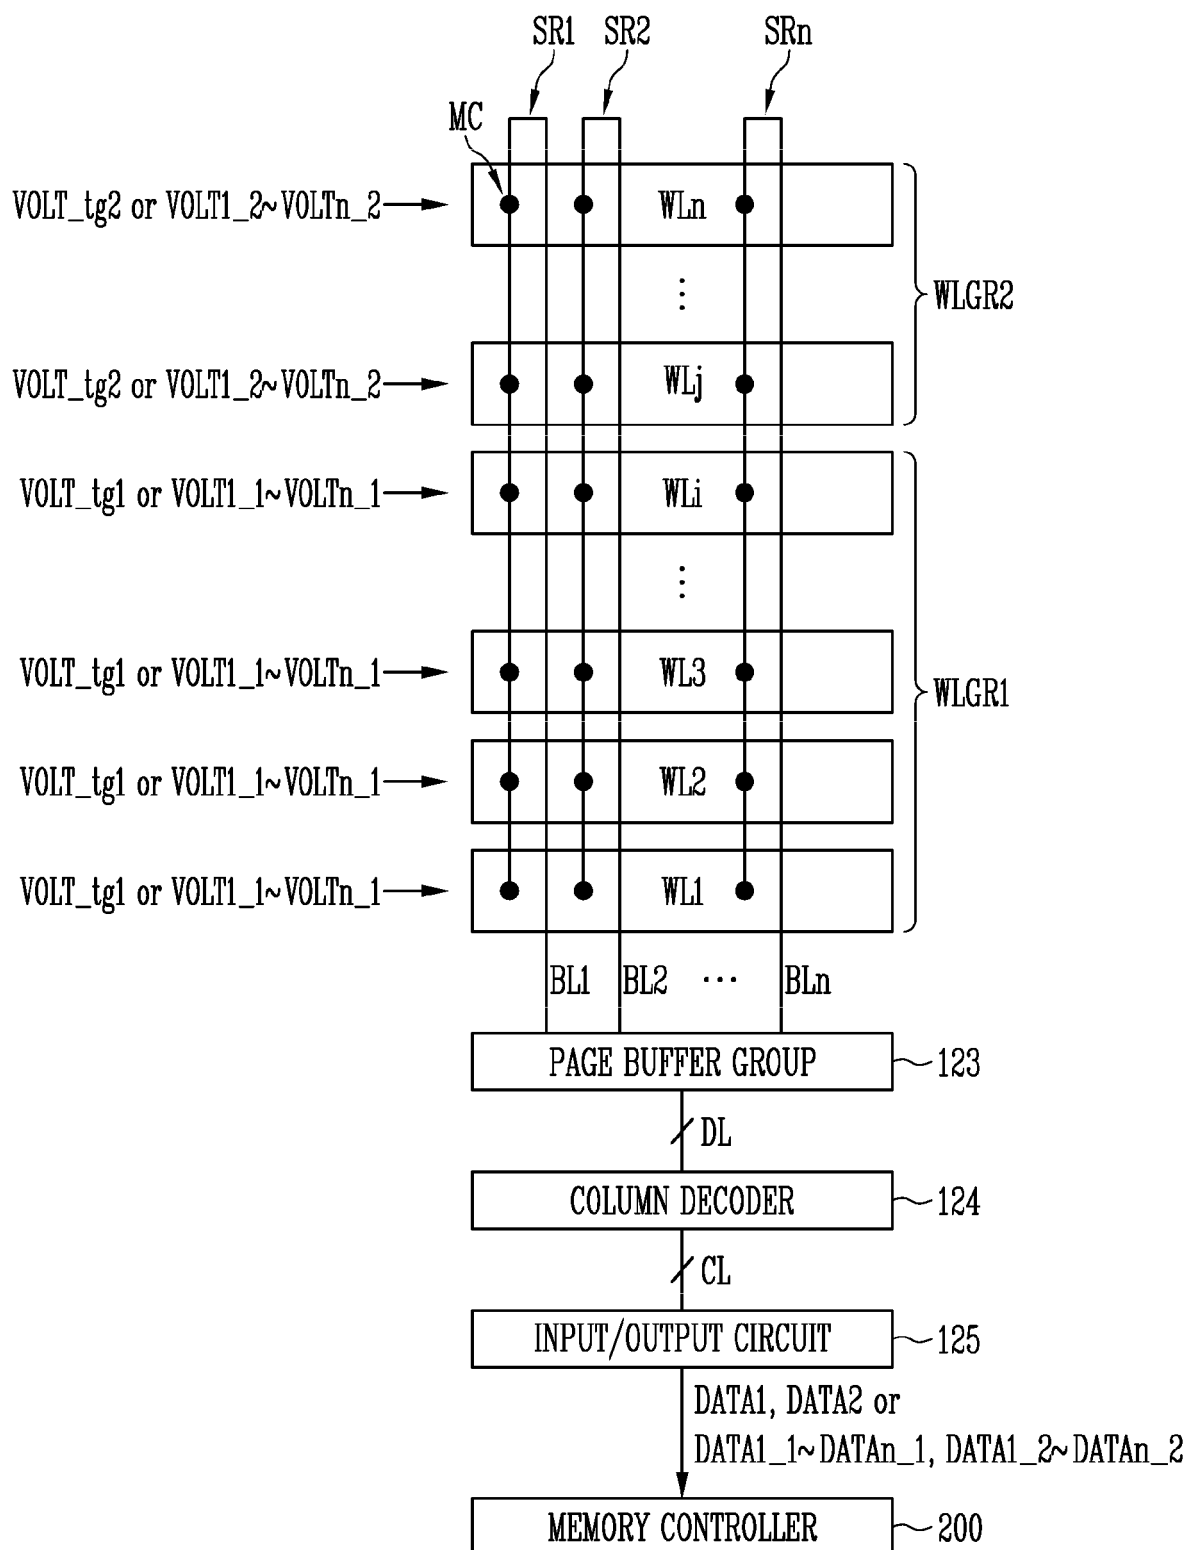 SR1 SR2 SRn
MC
VOLT_tg2 or VOLT1_2~VOLTn_2
WLn
⋮
WLGR2
VOLT_tg2 or VOLT1_2~VOLTn_2
WLj
VOLT_tg1 or VOLT1_1~VOLTn_1
WLi
⋮
VOLT_tg1 or VOLT1_1~VOLTn_1
WL3
WLGR1
VOLT_tg1 or VOLT1_1~VOLTn_1
WL2
VOLT_tg1 or VOLT1_1~VOLTn_1
WL1
BL1 BL2 ··· BLn
PAGE BUFFER GROUP 123
DL
COLUMN DECODER 124
CL
INPUT/OUTPUT CIRCUIT 125
DATA1, DATA2 or
DATA1_1~DATAn_1, DATA1_2~DATAn_2
MEMORY CONTROLLER 200